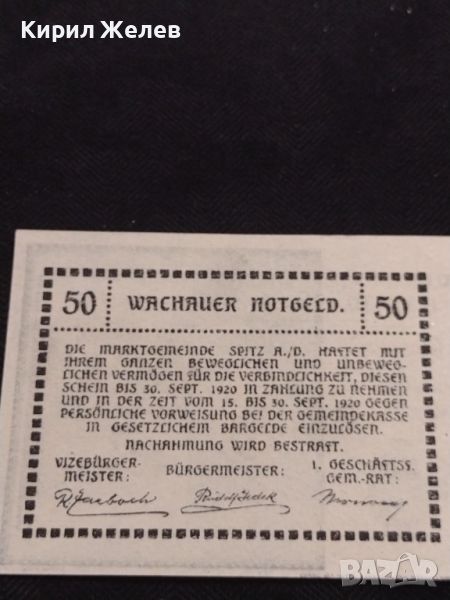 Кирил Желев
50 WACHAUER NOTGELD. 50
DIE MARKTGEMEINDE SPITZ A./D. HAFTET MIT
IHREM GANZEN BEWEGLICHEN UND UNBEWEG-
LICHEN VERMÖGEN FÜR DIE VERBINDLICHKEIT, DIESEN
SCHEIN BIS 30. SEPT. 1920 IN ZAHLUNG ZU NEHMEN
UND IN DER ZEIT VOM 15. BIS 30. SEPT. 1920 GEGEN
PERSÖNLICHE VORWEISUNG BEI DER GEMEINDEKASSE
IN GESETZLICHEM BARGELDE EINZULÖSEN.
NACHAHMUNG WIRD BESTRAFT.
VIZEBÜRGER-
MEISTER:
BÜRGERMEISTER:
1. GESCHÄFTSF.
GEM.-RAT:
BAZAR
bg